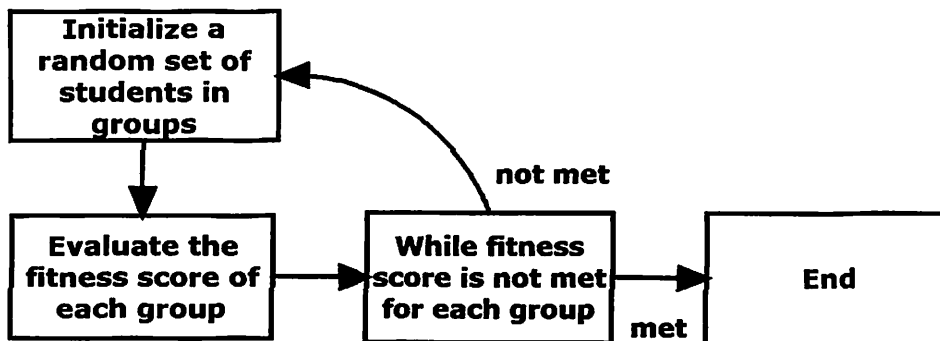 Initialize a
random set of
students in
groups
not met
Evaluate the
fitness score of
each group
While fitness
score is not met
for each group
End
met